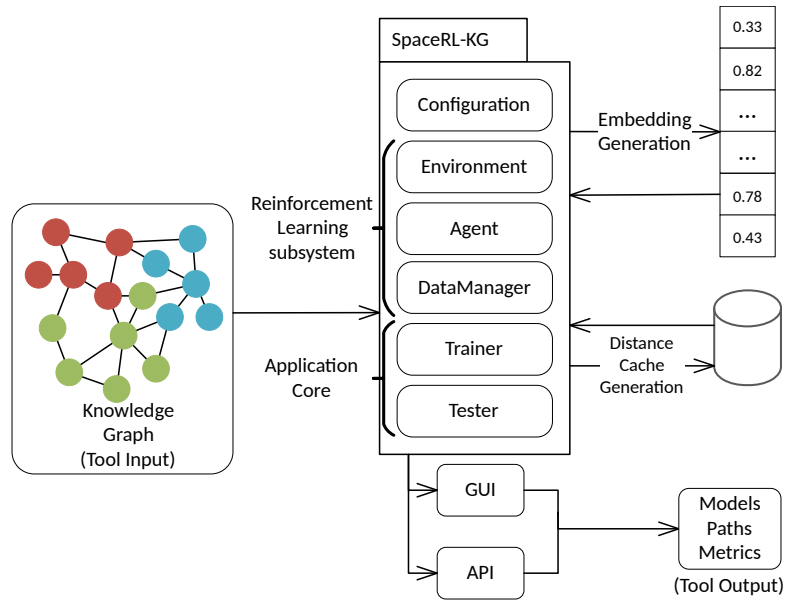 SpaceRL-KG
Configuration
Environment
Agent
DataManager
Trainer
Tester
Reinforcement
Learning
subsystem
Application
Core
Knowledge
Graph
(Tool Input)
Embedding
Generation
0.33
0.82
...
...
0.78
0.43
Distance
Cache
Generation
GUI
API
Models
Paths
Metrics
(Tool Output)